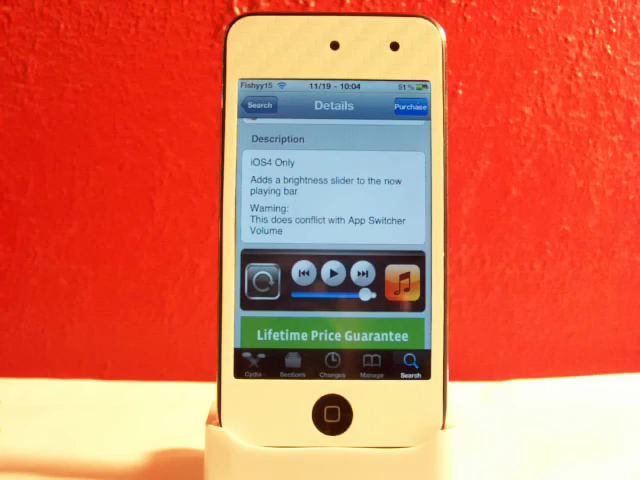 Fishyy15 11/19 - 10:04 51%
Search Details Purchase
Description
iOS4 Only
Adds a brightness slider to the now
playing bar
Warning:
This does conflict with App Switcher
Volume
Lifetime Price Guarantee
Cydia Sections Changes Manage Search